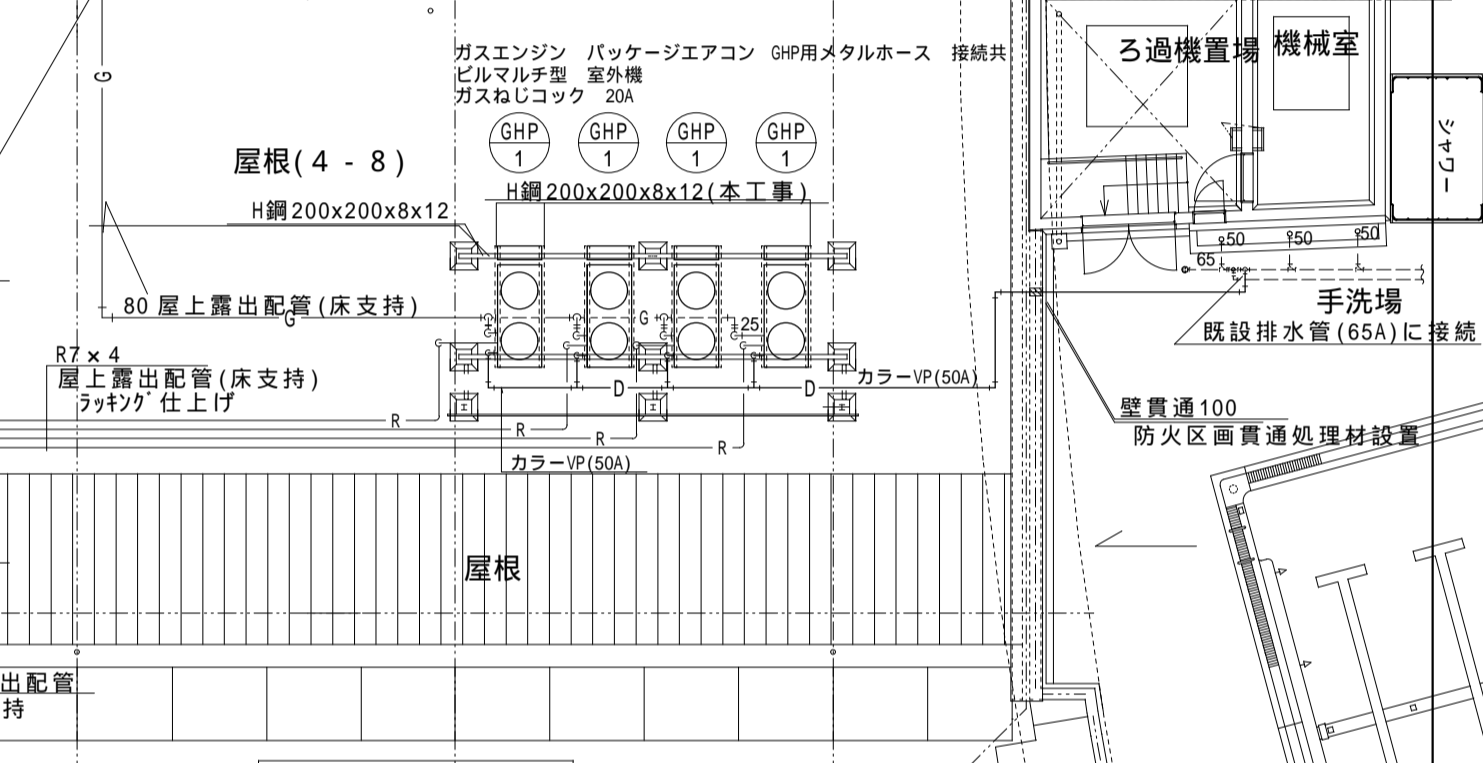 ガスエンジン パッケージエアコン GHP用メタルホース 接続共
ビルマルチ型 室外機
ガスねじコック 20A
GHP
1
GHP
1
GHP
1
GHP
1
屋根(4-8)
H鋼200x200x8x12(本工事)
H鋼200x200x8x12
G
80 屋上露出配管(床支持)
G
G
25
R7×4
屋上露出配管(床支持)
ラッキング仕上げ
R
R
R
R
D
D
カラーVP(50A)
カラーVP(50A)
屋根
出配管
持
ろ過機置場
機械室
シャワー
50
50
50
65
手洗場
既設排水管(65A)に接続
壁貫通100
防火区画貫通処理材設置